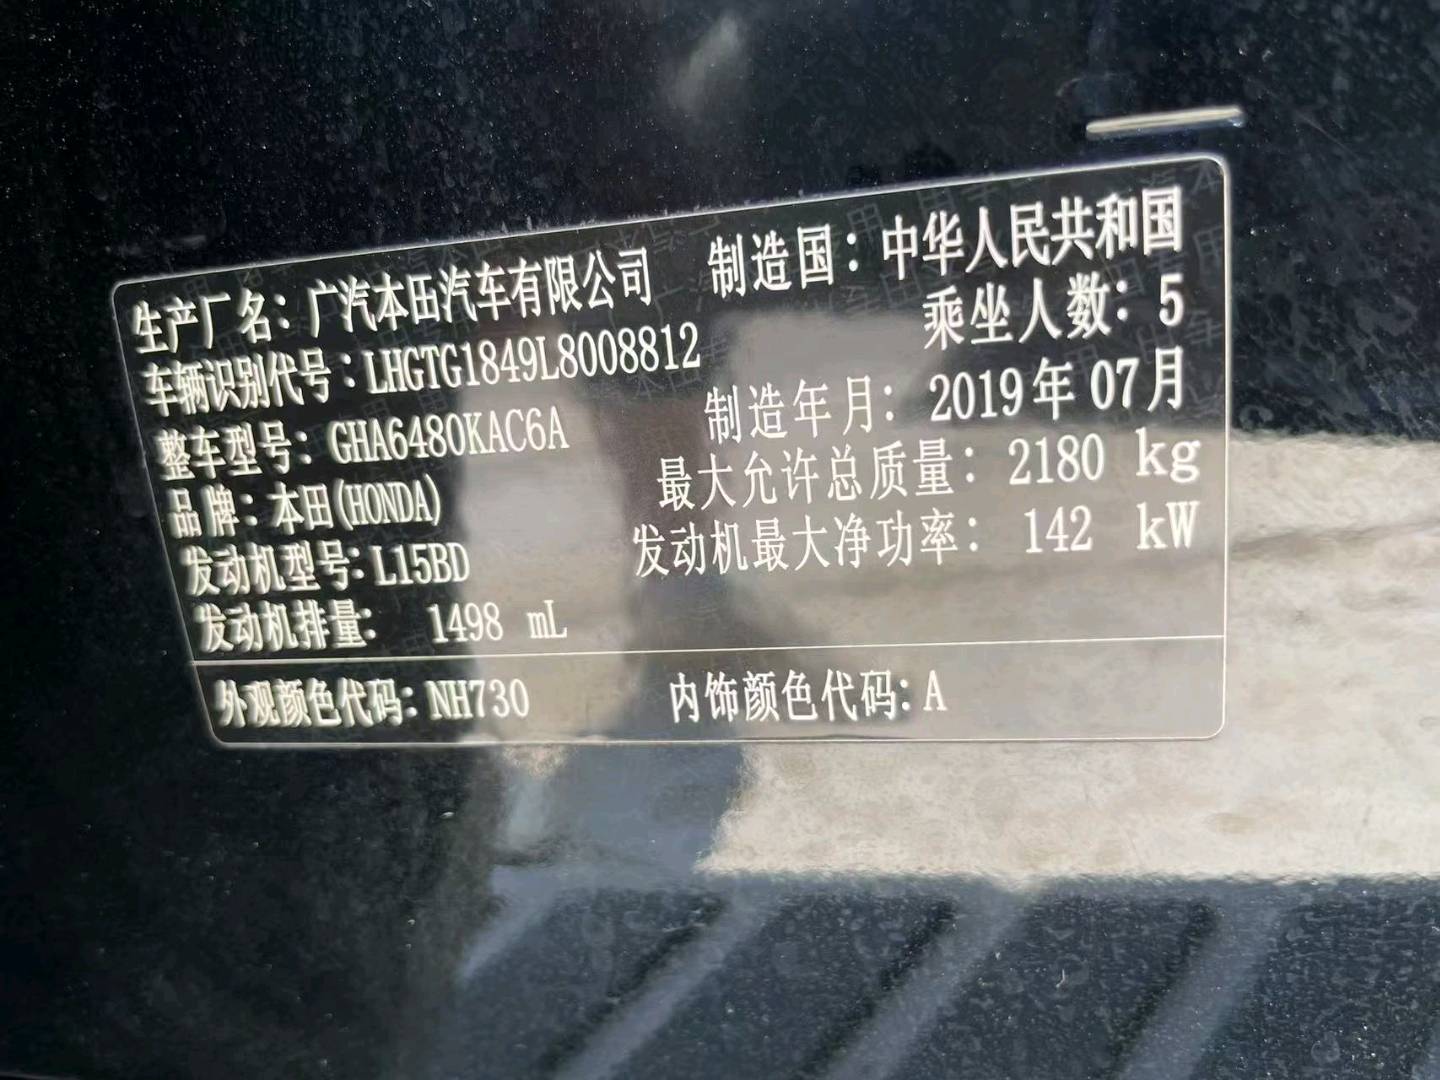 生产厂名：广汽本田汽车有限公司 制造国：中华人民共和国
车辆识别代号：LHGTG1849L8008812 乘坐人数：5
整车型号：GHA6480KAC6A 制造年月：2019年07月
品牌：本田(HONDA) 最大允许总质量：2180 kg
发动机型号：L15BD 发动机最大净功率：142 kW
发动机排量：1498 mL
外观颜色代码：NH730 内饰颜色代码：A